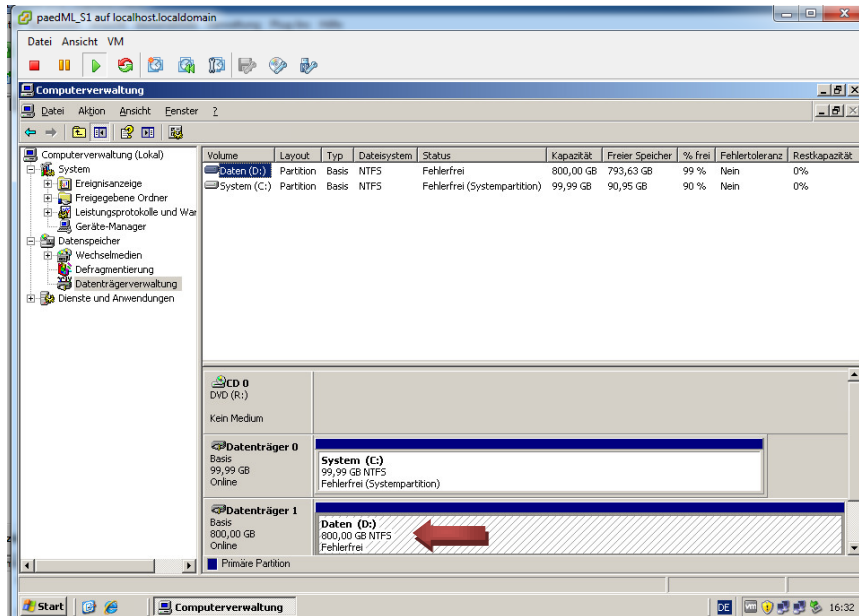 paedML_S1 auf localhost.localdomain
Datei Ansicht VM
Computerverwaltung
Datei Aktion Ansicht Fenster ?
Computerverwaltung (Lokal)
System
Ereignisanzeige
Freigegebene Ordner
Leistungsprotokolle und War
Geräte-Manager
Datenspeicher
Wechselmedien
Defragmentierung
Datenträgerverwaltung
Dienste und Anwendungen
Volume Layout Typ Dateisystem Status Kapazität Freier Speicher % frei Fehlertoleranz Restkapazität
Daten (D:) Partition Basis NTFS Fehlerfrei 800,00 GB 793,63 GB 99 % Nein 0%
System (C:) Partition Basis NTFS Fehlerfrei (Systempartition) 99,99 GB 90,95 GB 90 % Nein 0%
CD 0
DVD (R:)
Kein Medium
Datenträger 0
Basis
99,99 GB
Online
System (C:)
99,99 GB NTFS
Fehlerfrei (Systempartition)
Datenträger 1
Basis
800,00 GB
Online
Daten (D:)
800,00 GB NTFS
Fehlerfrei
Primäre Partition
Start Computerverwaltung DE 16:32